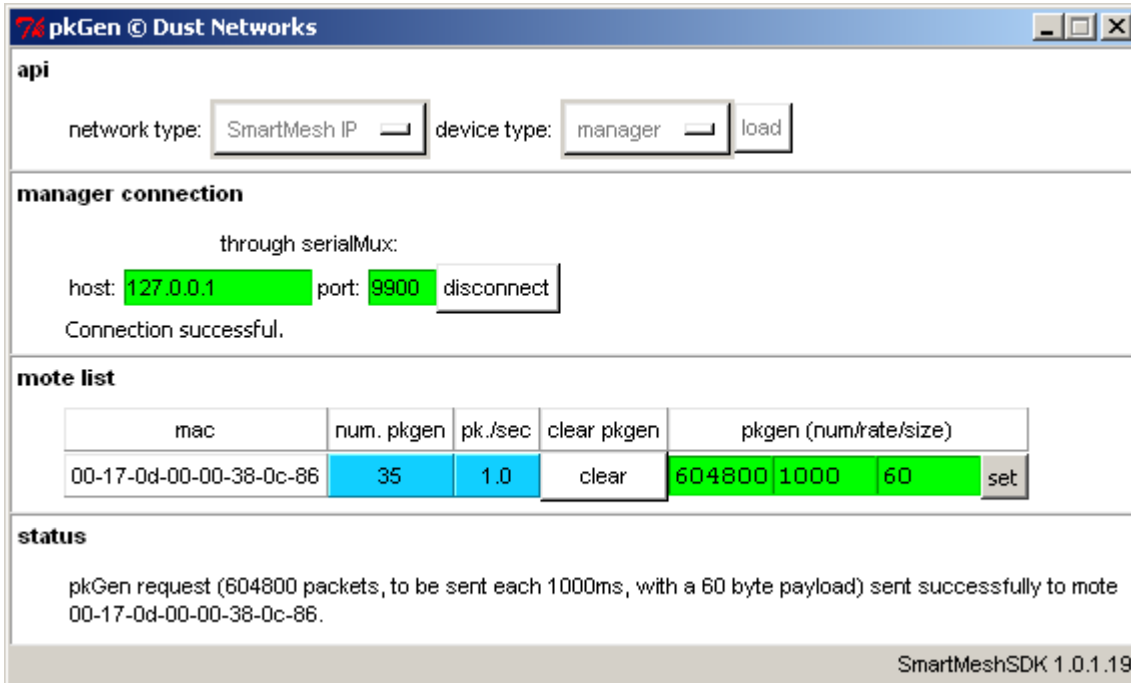 pkGen © Dust Networks
api
network type: SmartMesh IP device type: manager load
manager connection
through serialMux:
host: 127.0.0.1 port: 9900 disconnect
Connection successful.
mote list
mac num. pkgen pk./sec clear pkgen pkgen (num/rate/size)
00-17-0d-00-00-38-0c-86 35 1.0 clear 604800 1000 60 set
status
pkGen request (604800 packets, to be sent each 1000ms, with a 60 byte payload) sent successfully to mote
00-17-0d-00-00-38-0c-86.
SmartMeshSDK 1.0.1.19